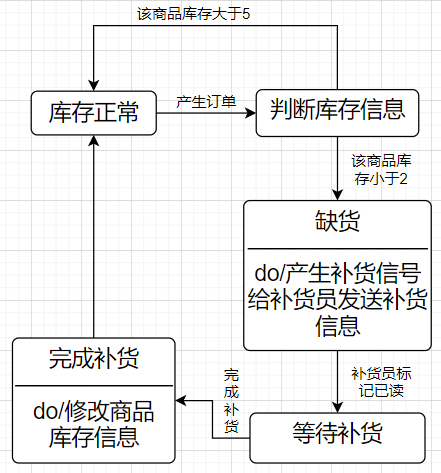 该商品库存大于5
库存正常
产生订单
判断库存信息
该商品库
存小于2
缺货
do/产生补货信号
给补货员发送补货
信息
补货员标
记已读
等待补货
完
成
补
货
完成补货
do/修改商品
库存信息